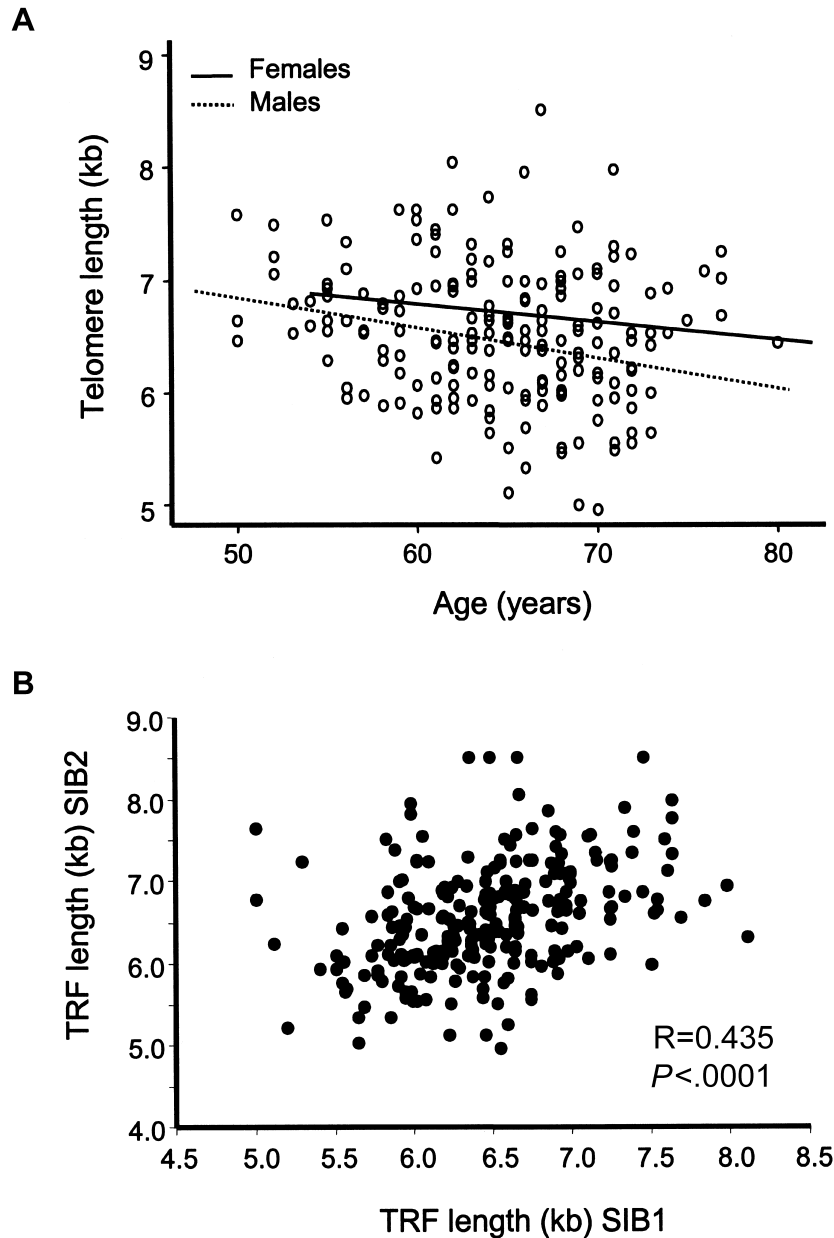 A
Females
Males
9
8
7
6
5
Telomere length (kb)
50 60 70 80
Age (years)
B
9.0
8.0
7.0
6.0
5.0
4.0
TRF length (kb) SIB2
R=0.435
P<.0001
4.5 5.0 5.5 6.0 6.5 7.0 7.5 8.0 8.5
TRF length (kb) SIB1